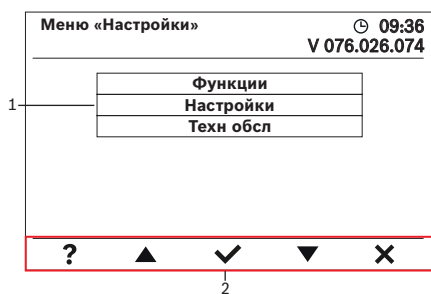 Меню «Настройки» 09:36
V 076.026.074
Функции
1 Настройки
Техн обсл
?
2